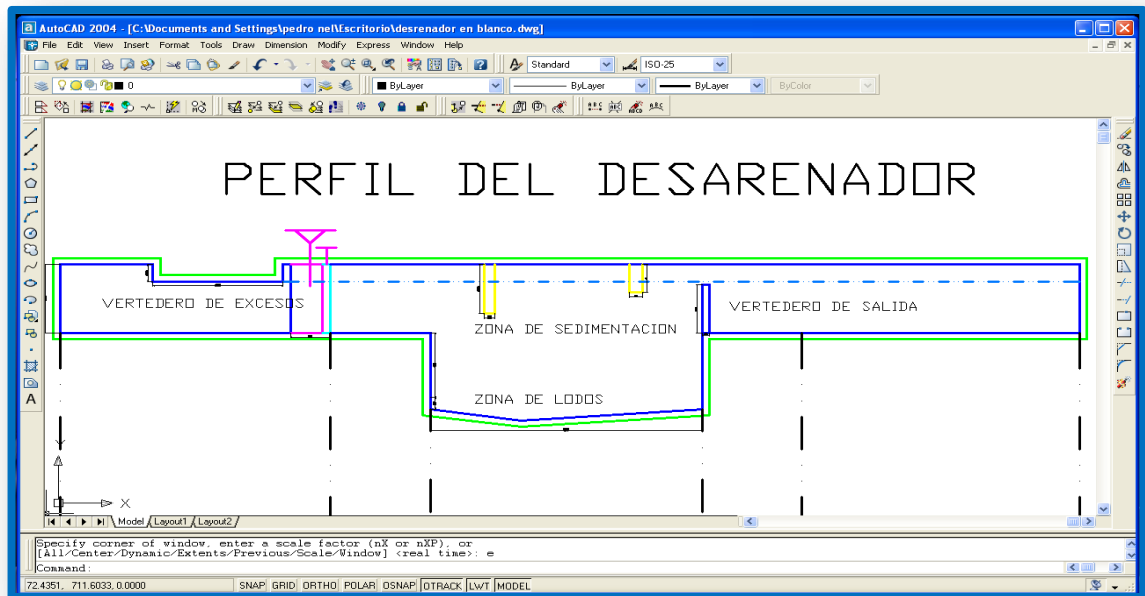 AutoCAD 2004 - [C:\Documents and Settings\pedro nel\Escritorio\desrenador en blanco.dwg]
File Edit View Insert Format Tools Draw Dimension Modify Express Window Help
Standard ISO-25
0 ByLayer ByLayer ByLayer ByColor
PERFIL DEL DESARENADOR
VERTEDERO DE EXCESOS
VERTEDERO DE SALIDA
ZONA DE SEDIMENTACION
ZONA DE LODOS
Y
X
Model Layout1 Layout2
Specify corner of window, enter a scale factor (nX or nXP), or
[All/Center/Dynamic/Extents/Previous/Scale/Window] <real time>: e
Command:
72.4351, 711.6033, 0.0000 SNAP GRID ORTHO POLAR OSNAP OTRACK LWT MODEL